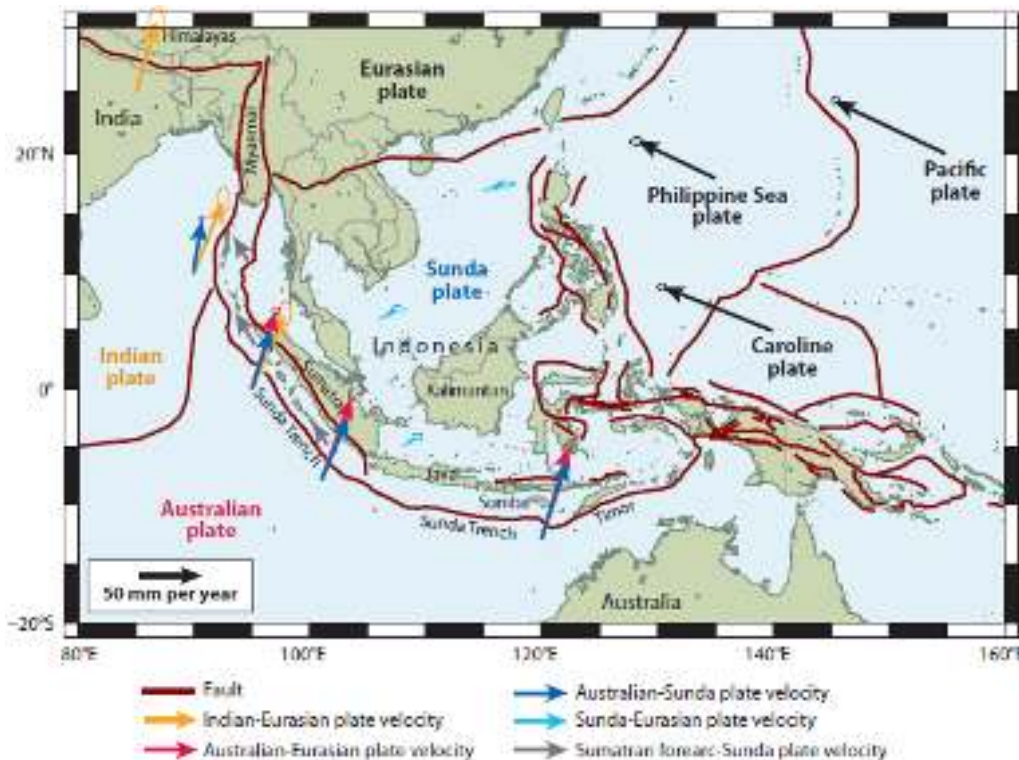 Himalayas
Eurasian
plate
India
Myanmar
20°N
Pacific
plate
Philippine Sea
plate
Sunda
plate
Indian
plate
Indonesia
Caroline
plate
0°
Kalimantan
Sumatra
Sunda Trench
Java
Sumba
Timor
Sunda Trench
Australian
plate
50 mm per year
Australia
−20°S
80°E
100°E
120°E
140°E
160°E
Fault
Indian-Eurasian plate velocity
Australian-Eurasian plate velocity
Australian-Sunda plate velocity
Sunda-Eurasian plate velocity
Sumatran forearc-Sunda plate velocity